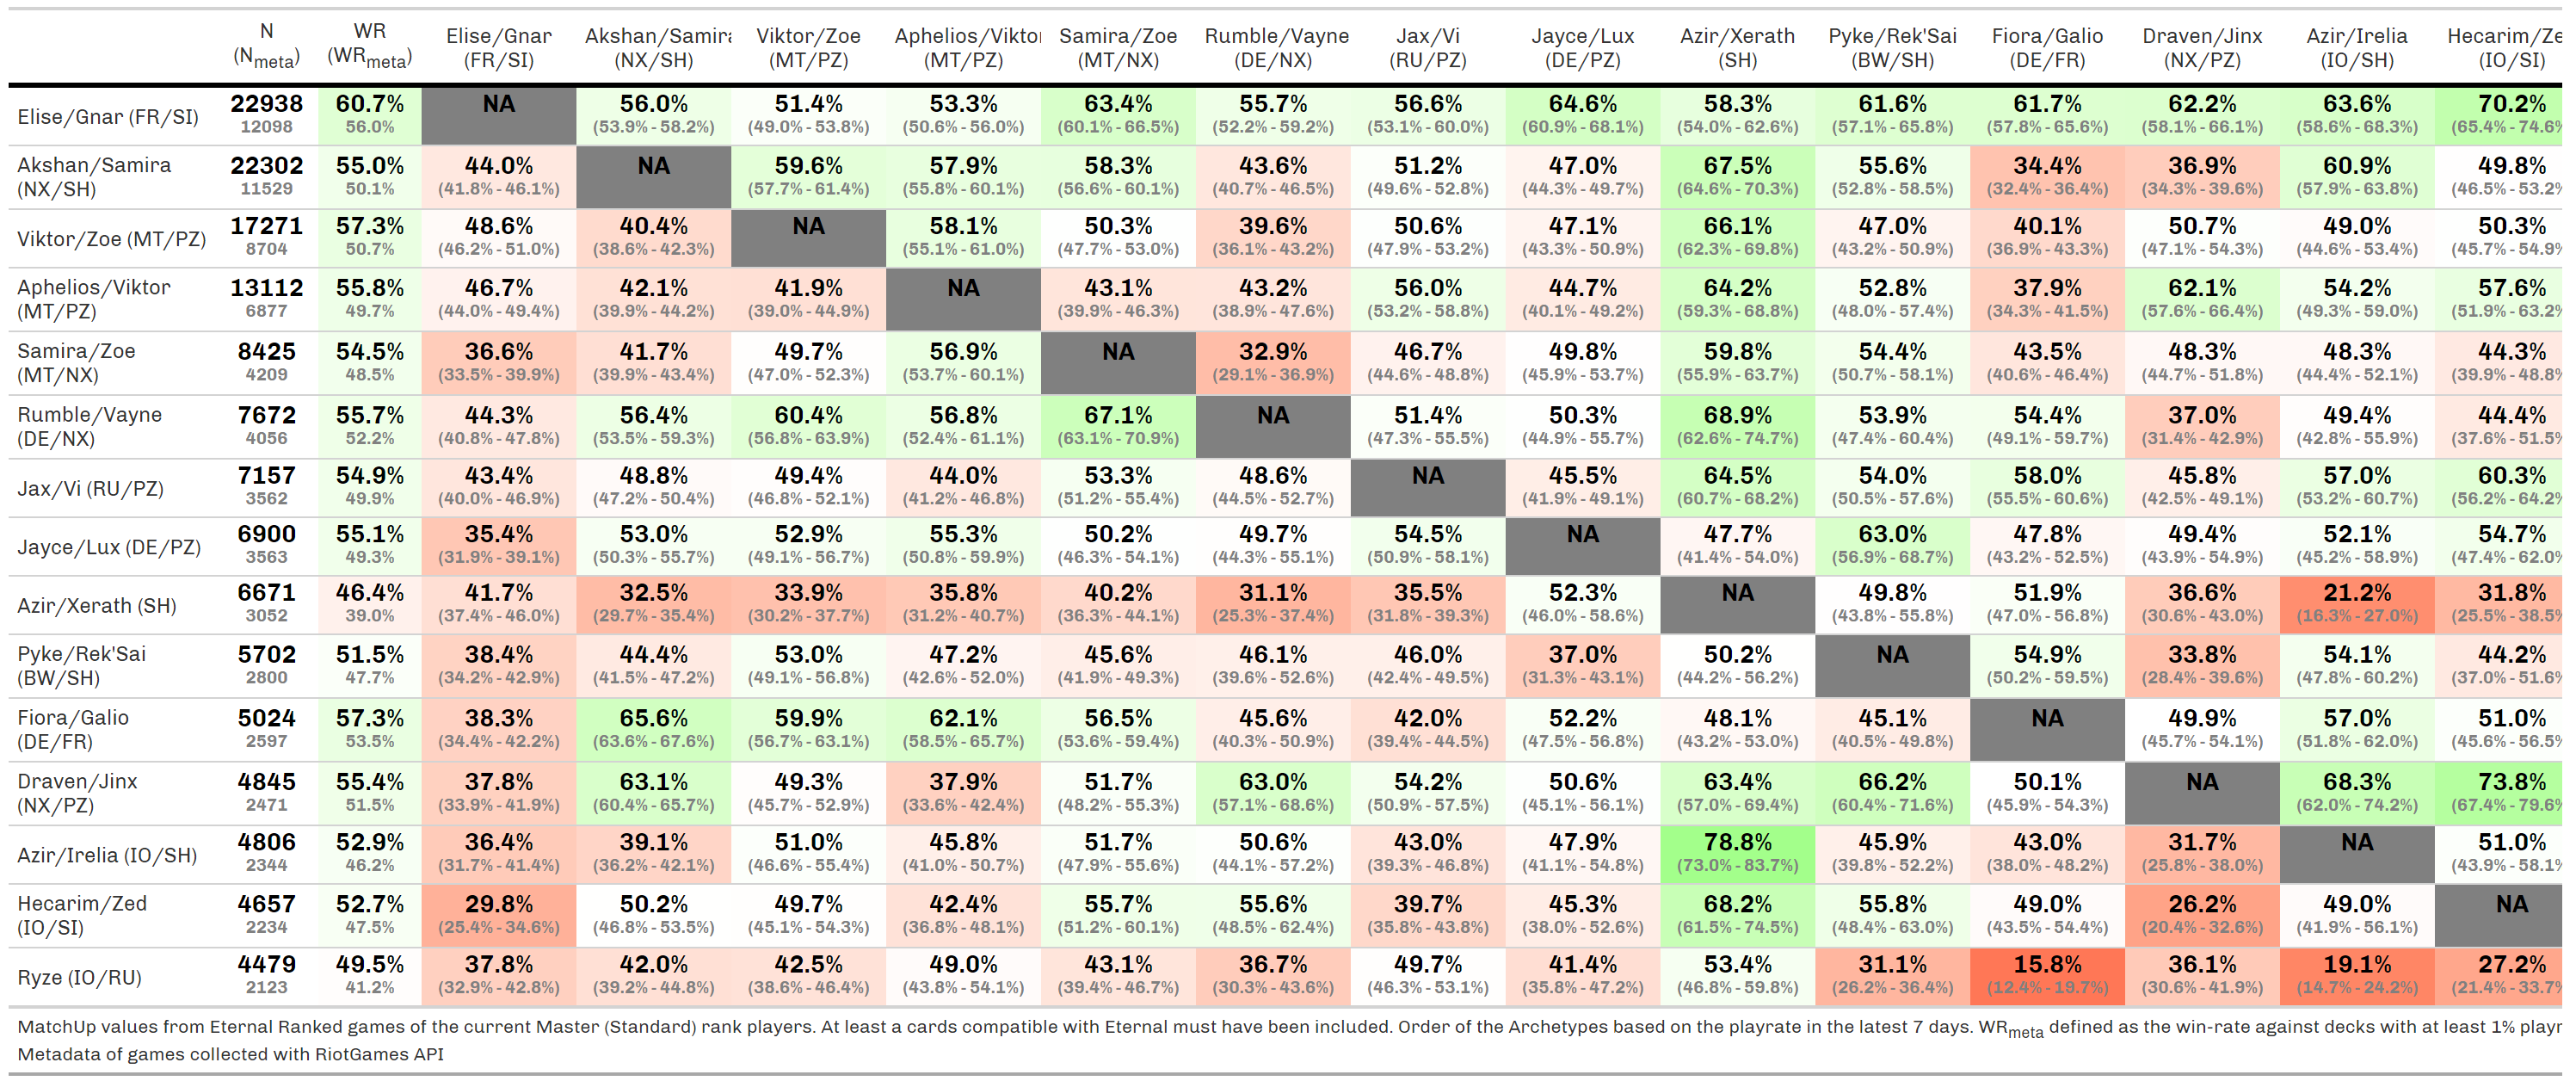 N WR Elise/Gnar Akshan/Samira Viktor/Zoe Aphelios/Viktor Samira/Zoe Rumble/Vayne Jax/Vi Jayce/Lux Azir/Xerath Pyke/Rek'Sai Fiora/Galio Draven/Jinx Azir/Irelia Hecarim/Ze
(Nmeta) (WRmeta) (FR/SI) (NX/SH) (MT/PZ) (MT/PZ) (MT/NX) (DE/NX) (RU/PZ) (DE/PZ) (SH) (BW/SH) (DE/FR) (NX/PZ) (IO/SH) (IO/SI)
Elise/Gnar (FR/SI) 22938 60.7% NA 56.0% 51.4% 53.3% 63.4% 55.7% 56.6% 64.6% 58.3% 61.6% 61.7% 62.2% 63.6% 70.2%
12098 56.0% (53.9% - 58.2%) (49.0% - 53.8%) (50.6% - 56.0%) (60.1% - 66.5%) (52.2% - 59.2%) (53.1% - 60.0%) (60.9% - 68.1%) (54.0% - 62.6%) (57.1% - 65.8%) (57.8% - 65.6%) (58.1% - 66.1%) (58.6% - 68.3%) (65.4% - 74.6%
Akshan/Samira 22302 55.0% 44.0% NA 59.6% 57.9% 58.3% 43.6% 51.2% 47.0% 67.5% 55.6% 34.4% 36.9% 60.9% 49.8%
(NX/SH) 11529 50.1% (41.8% - 46.1%) (57.7% - 61.4%) (55.8% - 60.1%) (56.6% - 60.1%) (40.7% - 46.5%) (49.6% - 52.8%) (44.3% - 49.7%) (64.6% - 70.3%) (52.8% - 58.5%) (32.4% - 36.4%) (34.3% - 39.6%) (57.9% - 63.8%) (46.5% - 53.2%
Viktor/Zoe (MT/PZ) 17271 57.3% 48.6% 40.4% NA 58.1% 50.3% 39.6% 50.6% 47.1% 66.1% 47.0% 40.1% 50.7% 49.0% 50.3%
8704 50.7% (46.2% - 51.0%) (38.6% - 42.3%) (55.1% - 61.0%) (47.7% - 53.0%) (36.1% - 43.2%) (47.9% - 53.2%) (43.3% - 50.9%) (62.3% - 69.8%) (43.2% - 50.9%) (36.9% - 43.3%) (47.1% - 54.3%) (44.6% - 53.4%) (45.7% - 54.9%
Aphelios/Viktor 13112 55.8% 46.7% 42.1% 41.9% NA 43.1% 43.2% 56.0% 44.7% 64.2% 52.8% 37.9% 62.1% 54.2% 57.6%
(MT/PZ) 6877 49.7% (44.0% - 49.4%) (39.9% - 44.2%) (39.0% - 44.9%) (39.9% - 46.3%) (38.9% - 47.6%) (53.2% - 58.8%) (40.1% - 49.2%) (59.3% - 68.8%) (48.0% - 57.4%) (34.3% - 41.5%) (57.6% - 66.4%) (49.3% - 59.0%) (51.9% - 63.2%
Samira/Zoe 8425 54.5% 36.6% 41.7% 49.7% 56.9% NA 32.9% 46.7% 49.8% 59.8% 54.4% 43.5% 48.3% 48.3% 44.3%
(MT/NX) 4209 48.5% (33.5% - 39.9%) (39.9% - 43.4%) (47.0% - 52.3%) (53.7% - 60.1%) (29.1% - 36.9%) (44.6% - 48.8%) (45.9% - 53.7%) (55.9% - 63.7%) (50.7% - 58.1%) (40.6% - 46.4%) (44.7% - 51.8%) (44.4% - 52.1%) (39.9% - 48.8%
Rumble/Vayne 7672 55.7% 44.3% 56.4% 60.4% 56.8% 67.1% NA 51.4% 50.3% 68.9% 53.9% 54.4% 37.0% 49.4% 44.4%
(DE/NX) 4056 52.2% (40.8% - 47.8%) (53.5% - 59.3%) (56.8% - 63.9%) (52.4% - 61.1%) (63.1% - 70.9%) (47.3% - 55.5%) (44.9% - 55.7%) (62.6% - 74.7%) (47.4% - 60.4%) (49.1% - 59.7%) (31.4% - 42.9%) (42.8% - 55.9%) (37.6% - 51.5%
Jax/Vi (RU/PZ) 7157 54.9% 43.4% 48.8% 49.4% 44.0% 53.3% 48.6% NA 45.5% 64.5% 54.0% 58.0% 45.8% 57.0% 60.3%
3562 49.9% (40.0% - 46.9%) (47.2% - 50.4%) (46.8% - 52.1%) (41.2% - 46.8%) (51.2% - 55.4%) (44.5% - 52.7%) (41.9% - 49.1%) (60.7% - 68.2%) (50.5% - 57.6%) (55.5% - 60.6%) (42.5% - 49.1%) (53.2% - 60.7%) (56.2% - 64.2%
Jayce/Lux (DE/PZ) 6900 55.1% 35.4% 53.0% 52.9% 55.3% 50.2% 49.7% 54.5% NA 47.7% 63.0% 47.8% 49.4% 52.1% 54.7%
3563 49.3% (31.9% - 39.1%) (50.3% - 55.7%) (49.1% - 56.7%) (50.8% - 59.9%) (46.3% - 54.1%) (44.3% - 55.1%) (50.9% - 58.1%) (41.4% - 54.0%) (56.9% - 68.7%) (43.2% - 52.5%) (43.9% - 54.9%) (45.2% - 58.9%) (47.4% - 62.0%
Azir/Xerath (SH) 6671 46.4% 41.7% 32.5% 33.9% 35.8% 40.2% 31.1% 35.5% 52.3% NA 49.8% 51.9% 36.6% 21.2% 31.8%
3052 39.0% (37.4% - 46.0%) (29.7% - 35.4%) (30.2% - 37.7%) (31.2% - 40.7%) (36.3% - 44.1%) (25.3% - 37.4%) (31.8% - 39.3%) (46.0% - 58.6%) (43.8% - 55.8%) (47.0% - 56.8%) (30.6% - 43.0%) (16.3% - 27.0%) (25.5% - 38.5%
Pyke/Rek'Sai 5702 51.5% 38.4% 44.4% 53.0% 47.2% 45.6% 46.1% 46.0% 37.0% 50.2% NA 54.9% 33.8% 54.1% 44.2%
(BW/SH) 2800 47.7% (34.2% - 42.9%) (41.5% - 47.2%) (49.1% - 56.8%) (42.6% - 52.0%) (41.9% - 49.3%) (39.6% - 52.6%) (42.4% - 49.5%) (31.3% - 43.1%) (44.2% - 56.2%) (50.2% - 59.5%) (28.4% - 39.6%) (47.8% - 60.2%) (37.0% - 51.6%
Fiora/Galio 5024 57.3% 38.3% 65.6% 59.9% 62.1% 56.5% 45.6% 42.0% 52.2% 48.1% 45.1% NA 49.9% 57.0% 51.0%
(DE/FR) 2597 53.5% (34.4% - 42.2%) (63.6% - 67.6%) (56.7% - 63.1%) (58.5% - 65.7%) (53.6% - 59.4%) (40.3% - 50.9%) (39.4% - 44.5%) (47.5% - 56.8%) (43.2% - 53.0%) (40.5% - 49.8%) (45.7% - 54.1%) (51.8% - 62.0%) (45.6% - 56.5%
Draven/Jinx 4845 55.4% 37.8% 63.1% 49.3% 37.9% 51.7% 63.0% 54.2% 50.6% 63.4% 66.2% 50.1% NA 68.3% 73.8%
(NX/PZ) 2471 51.5% (33.9% - 41.9%) (60.4% - 65.7%) (45.7% - 52.9%) (33.6% - 42.4%) (48.2% - 55.3%) (57.1% - 68.6%) (50.9% - 57.5%) (45.1% - 56.1%) (57.0% - 69.4%) (60.4% - 71.6%) (45.9% - 54.3%) (62.0% - 74.2%) (67.4% - 79.6%
Azir/Irelia (IO/SH) 4806 52.9% 36.4% 39.1% 51.0% 45.8% 51.7% 50.6% 43.0% 47.9% 78.8% 45.9% 43.0% 31.7% NA 51.0%
2344 46.2% (31.7% - 41.4%) (36.2% - 42.1%) (46.6% - 55.4%) (41.0% - 50.7%) (47.9% - 55.6%) (44.1% - 57.2%) (39.3% - 46.8%) (41.1% - 54.8%) (73.0% - 83.7%) (39.8% - 52.2%) (38.0% - 48.2%) (25.8% - 38.0%) (43.9% - 58.1%
Hecarim/Zed 4657 52.7% 29.8% 50.2% 49.7% 42.4% 55.7% 55.6% 39.7% 45.3% 68.2% 55.8% 49.0% 26.2% 49.0% NA
(IO/SI) 2234 47.5% (25.4% - 34.6%) (46.8% - 53.5%) (45.1% - 54.3%) (36.8% - 48.1%) (51.2% - 60.1%) (48.5% - 62.4%) (35.8% - 43.8%) (38.0% - 52.6%) (61.5% - 74.5%) (48.4% - 63.0%) (43.5% - 54.4%) (20.4% - 32.6%) (41.9% - 56.1%)
Ryze (IO/RU) 4479 49.5% 37.8% 42.0% 42.5% 49.0% 43.1% 36.7% 49.7% 41.4% 53.4% 31.1% 15.8% 36.1% 19.1% 27.2%
2123 41.2% (32.9% - 42.8%) (39.2% - 44.8%) (38.6% - 46.4%) (43.8% - 54.1%) (39.4% - 46.7%) (30.3% - 43.6%) (46.3% - 53.1%) (35.8% - 47.2%) (46.8% - 59.8%) (26.2% - 36.4%) (12.4% - 19.7%) (30.6% - 41.9%) (14.7% - 24.2%) (21.4% - 33.7%
MatchUp values from Eternal Ranked games of the current Master (Standard) rank players. At least a cards compatible with Eternal must have been included. Order of the Archetypes based on the playrate in the latest 7 days. WRmeta defined as the win-rate against decks with at least 1% playr
Metadata of games collected with RiotGames API